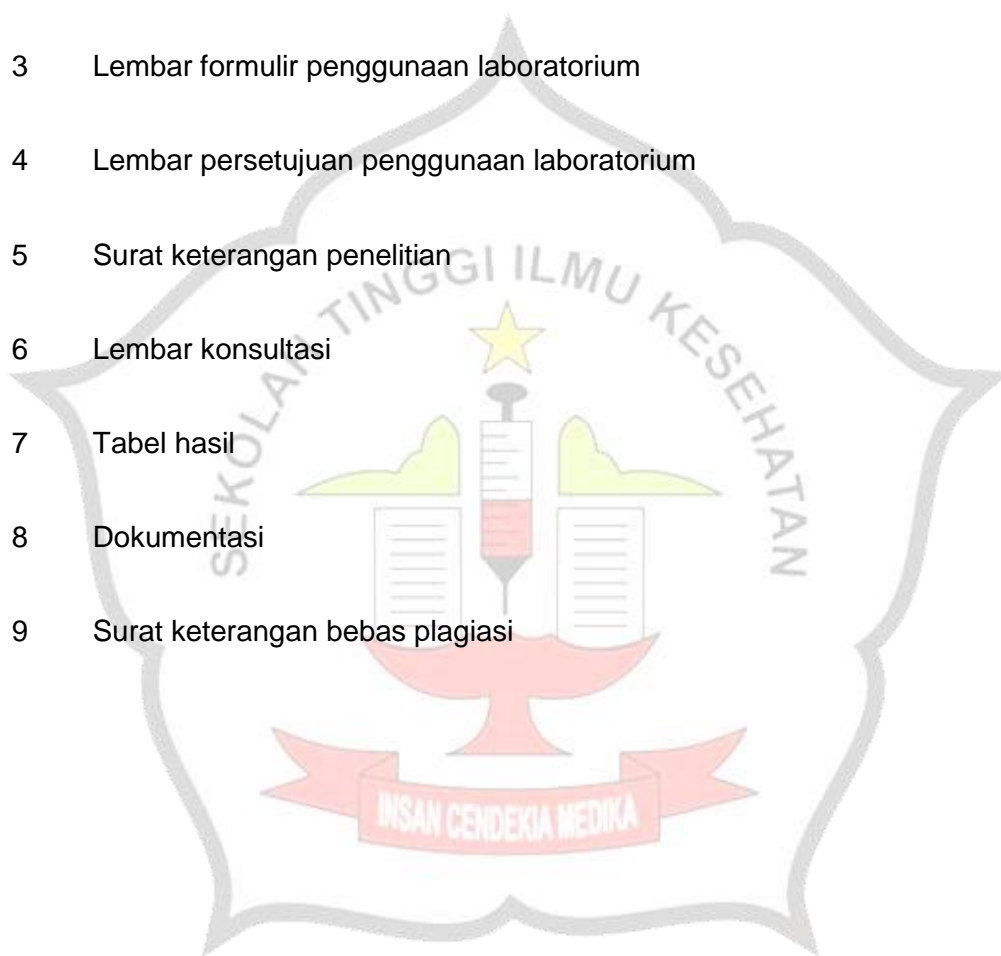 3 Lembar formulir penggunaan laboratorium
4 Lembar persetujuan penggunaan laboratorium
5 Surat keterangan penelitian
SEKOLAH TINGGI ILMU KESEHATAN
6 Lembar konsultasi
7 Tabel hasil
8 Dokumentasi
9 Surat keterangan bebas plagiasi
INSAN CENDEKIA MEDIKA